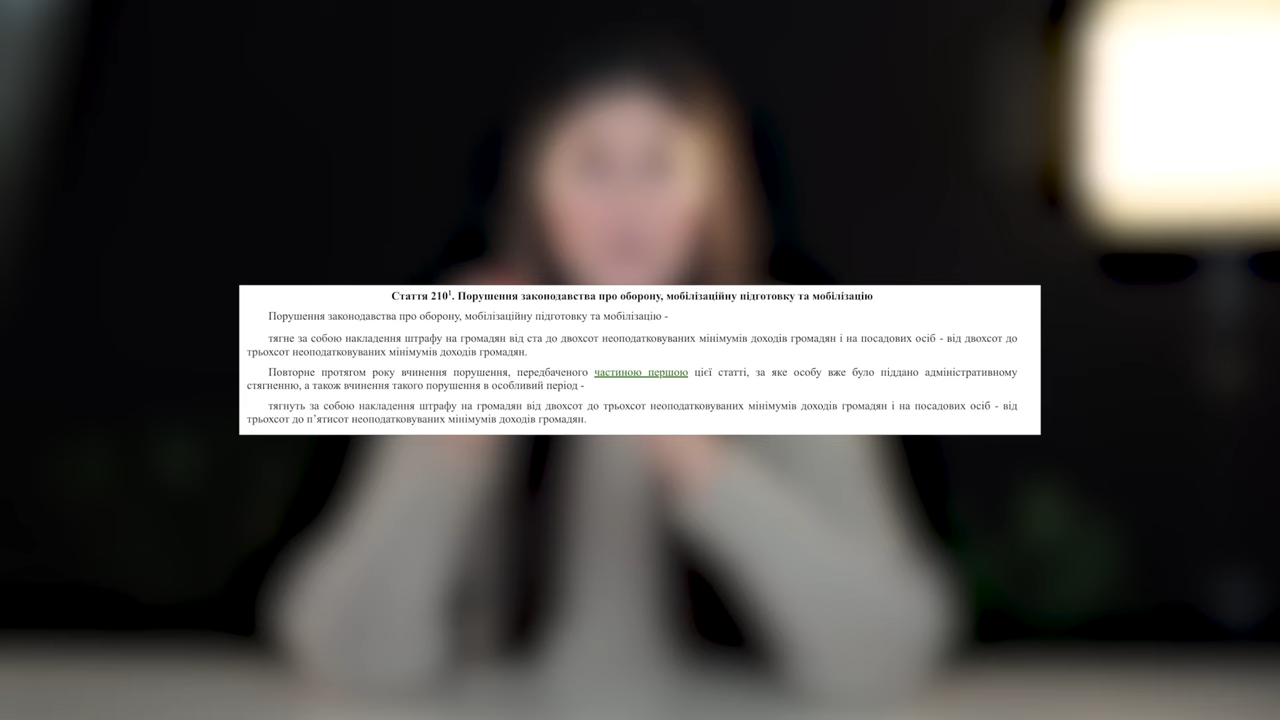 Стаття 210¹. Порушення законодавства про оборону, мобілізаційну підготовку та мобілізацію
Порушення законодавства про оборону, мобілізаційну підготовку та мобілізацію -
тягне за собою накладення штрафу на громадян від ста до двохсот неоподатковуваних мінімумів доходів громадян і на посадових осіб - від двохсот до
трьохсот неоподатковуваних мінімумів доходів громадян.
Повторне протягом року вчинення порушення, передбаченого частиною першою цієї статті, за яке особу вже було піддано адміністративному
стягненню, а також вчинення такого порушення в особливий період -
тягнуть за собою накладення штрафу на громадян від двохсот до трьохсот неоподатковуваних мінімумів доходів громадян і на посадових осіб - від
трьохсот до п’ятисот неоподатковуваних мінімумів доходів громадян.